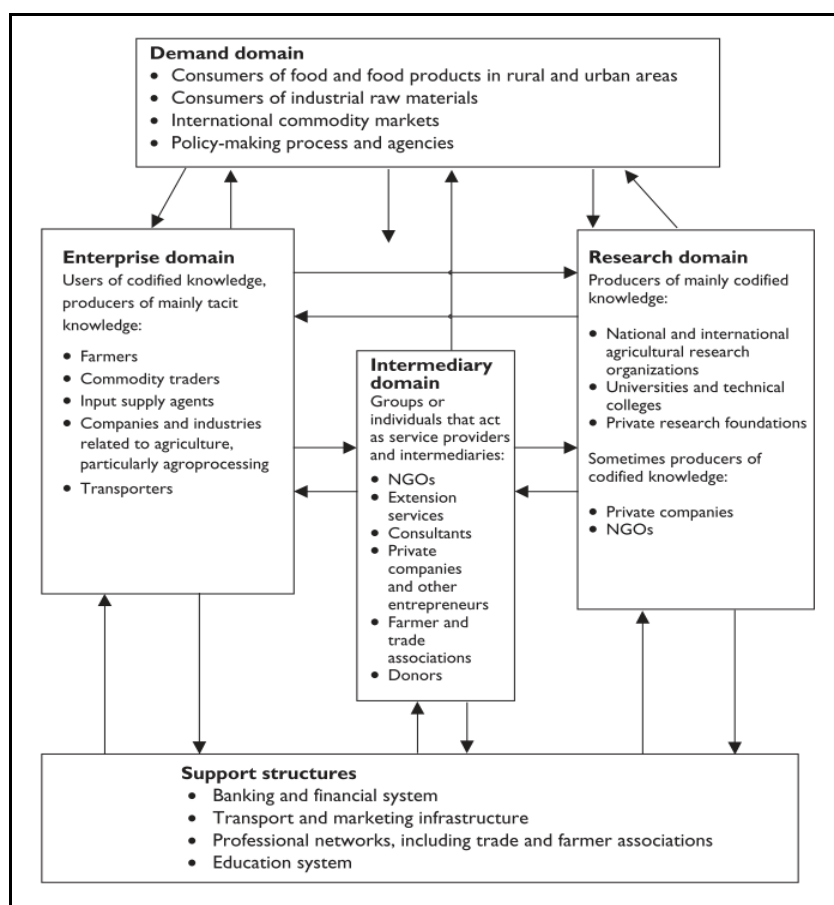 Demand domain
• Consumers of food and food products in rural and urban areas
• Consumers of industrial raw materials
• International commodity markets
• Policy-making process and agencies
Enterprise domain
Users of codified knowledge,
producers of mainly tacit
knowledge:
• Farmers
• Commodity traders
• Input supply agents
• Companies and industries
related to agriculture,
particularly agroprocessing
• Transporters
Intermediary
domain
Groups or
individuals that act
as service providers
and intermediaries:
• NGOs
• Extension
services
• Consultants
• Private
companies
and other
entrepreneurs
• Farmer and
trade
associations
• Donors
Research domain
Producers of mainly codified
knowledge:
• National and international
agricultural research
organizations
• Universities and technical
colleges
• Private research foundations
Sometimes producers of
codified knowledge:
• Private companies
• NGOs
Support structures
• Banking and financial system
• Transport and marketing infrastructure
• Professional networks, including trade and farmer associations
• Education system